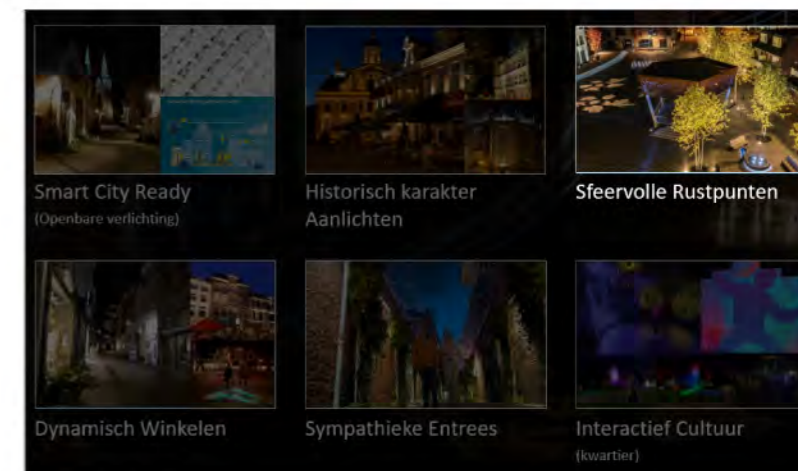 Smart City Ready
(Openbare verlichting)
Historisch karakter
Aanlichten
Sfeervolle Rustpunten
Dynamisch Winkelen
Sympathieke Entrees
Interactief Cultuur
(kwartier)